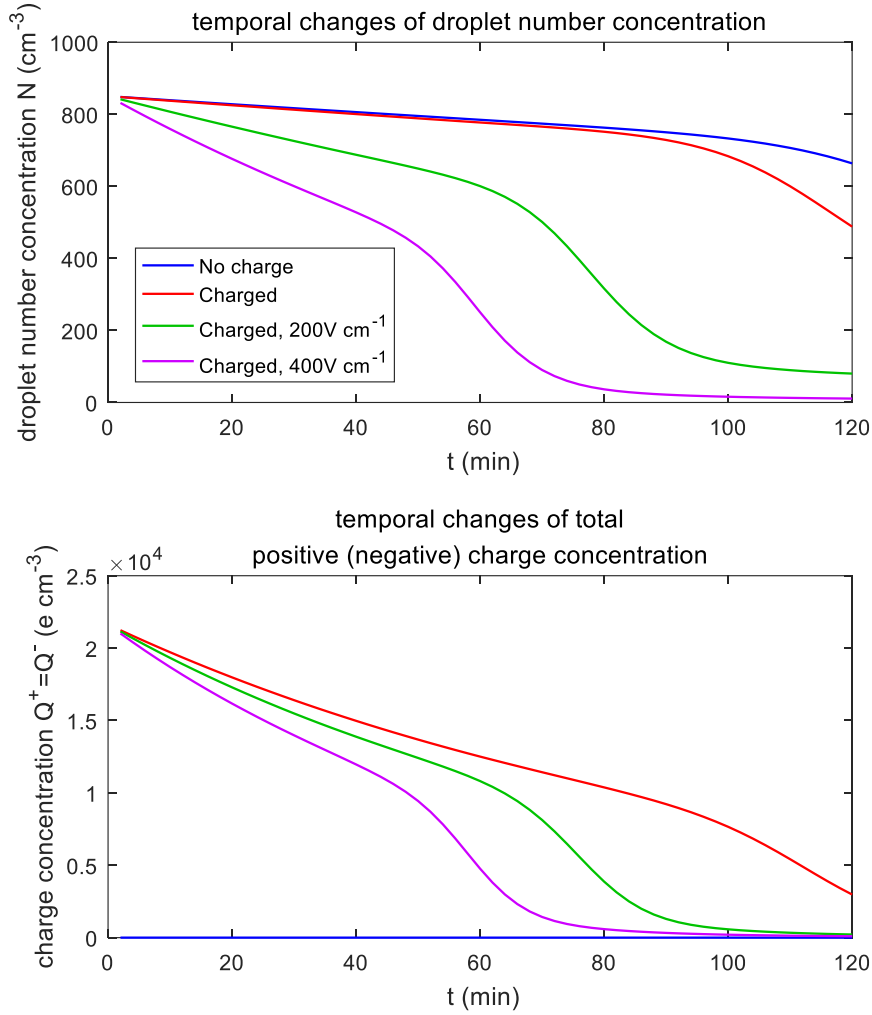 temporal changes of droplet number concentration
droplet number concentration N (cm⁻³)
1000
800
600
400
200
0
No charge
Charged
Charged, 200V cm⁻¹
Charged, 400V cm⁻¹
0 20 40 60 80 100 120
t (min)
temporal changes of total
positive (negative) charge concentration
charge concentration Q⁺=Q⁻ (e cm⁻³)
×10⁴
2.5
2
1.5
1
0.5
0
0 20 40 60 80 100 120
t (min)